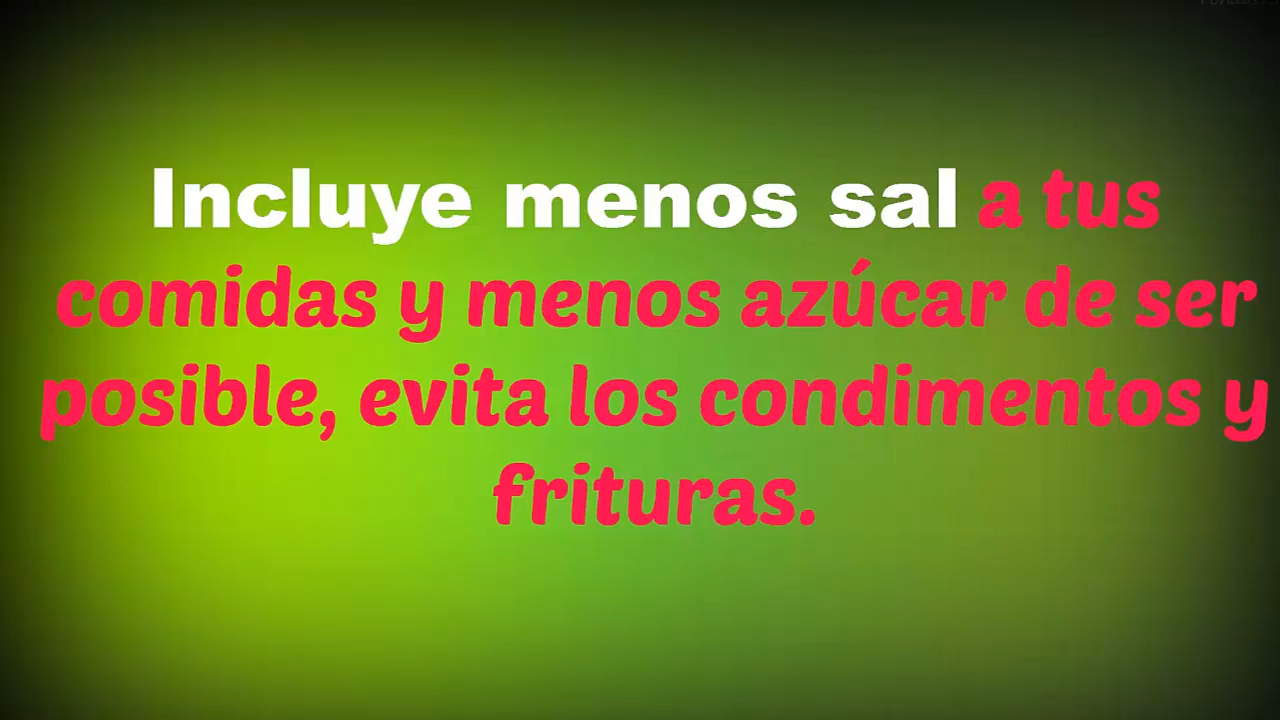 Incluye menos sal a tus
comidas y menos azúcar de ser
posible, evita los condimentos y
frituras.